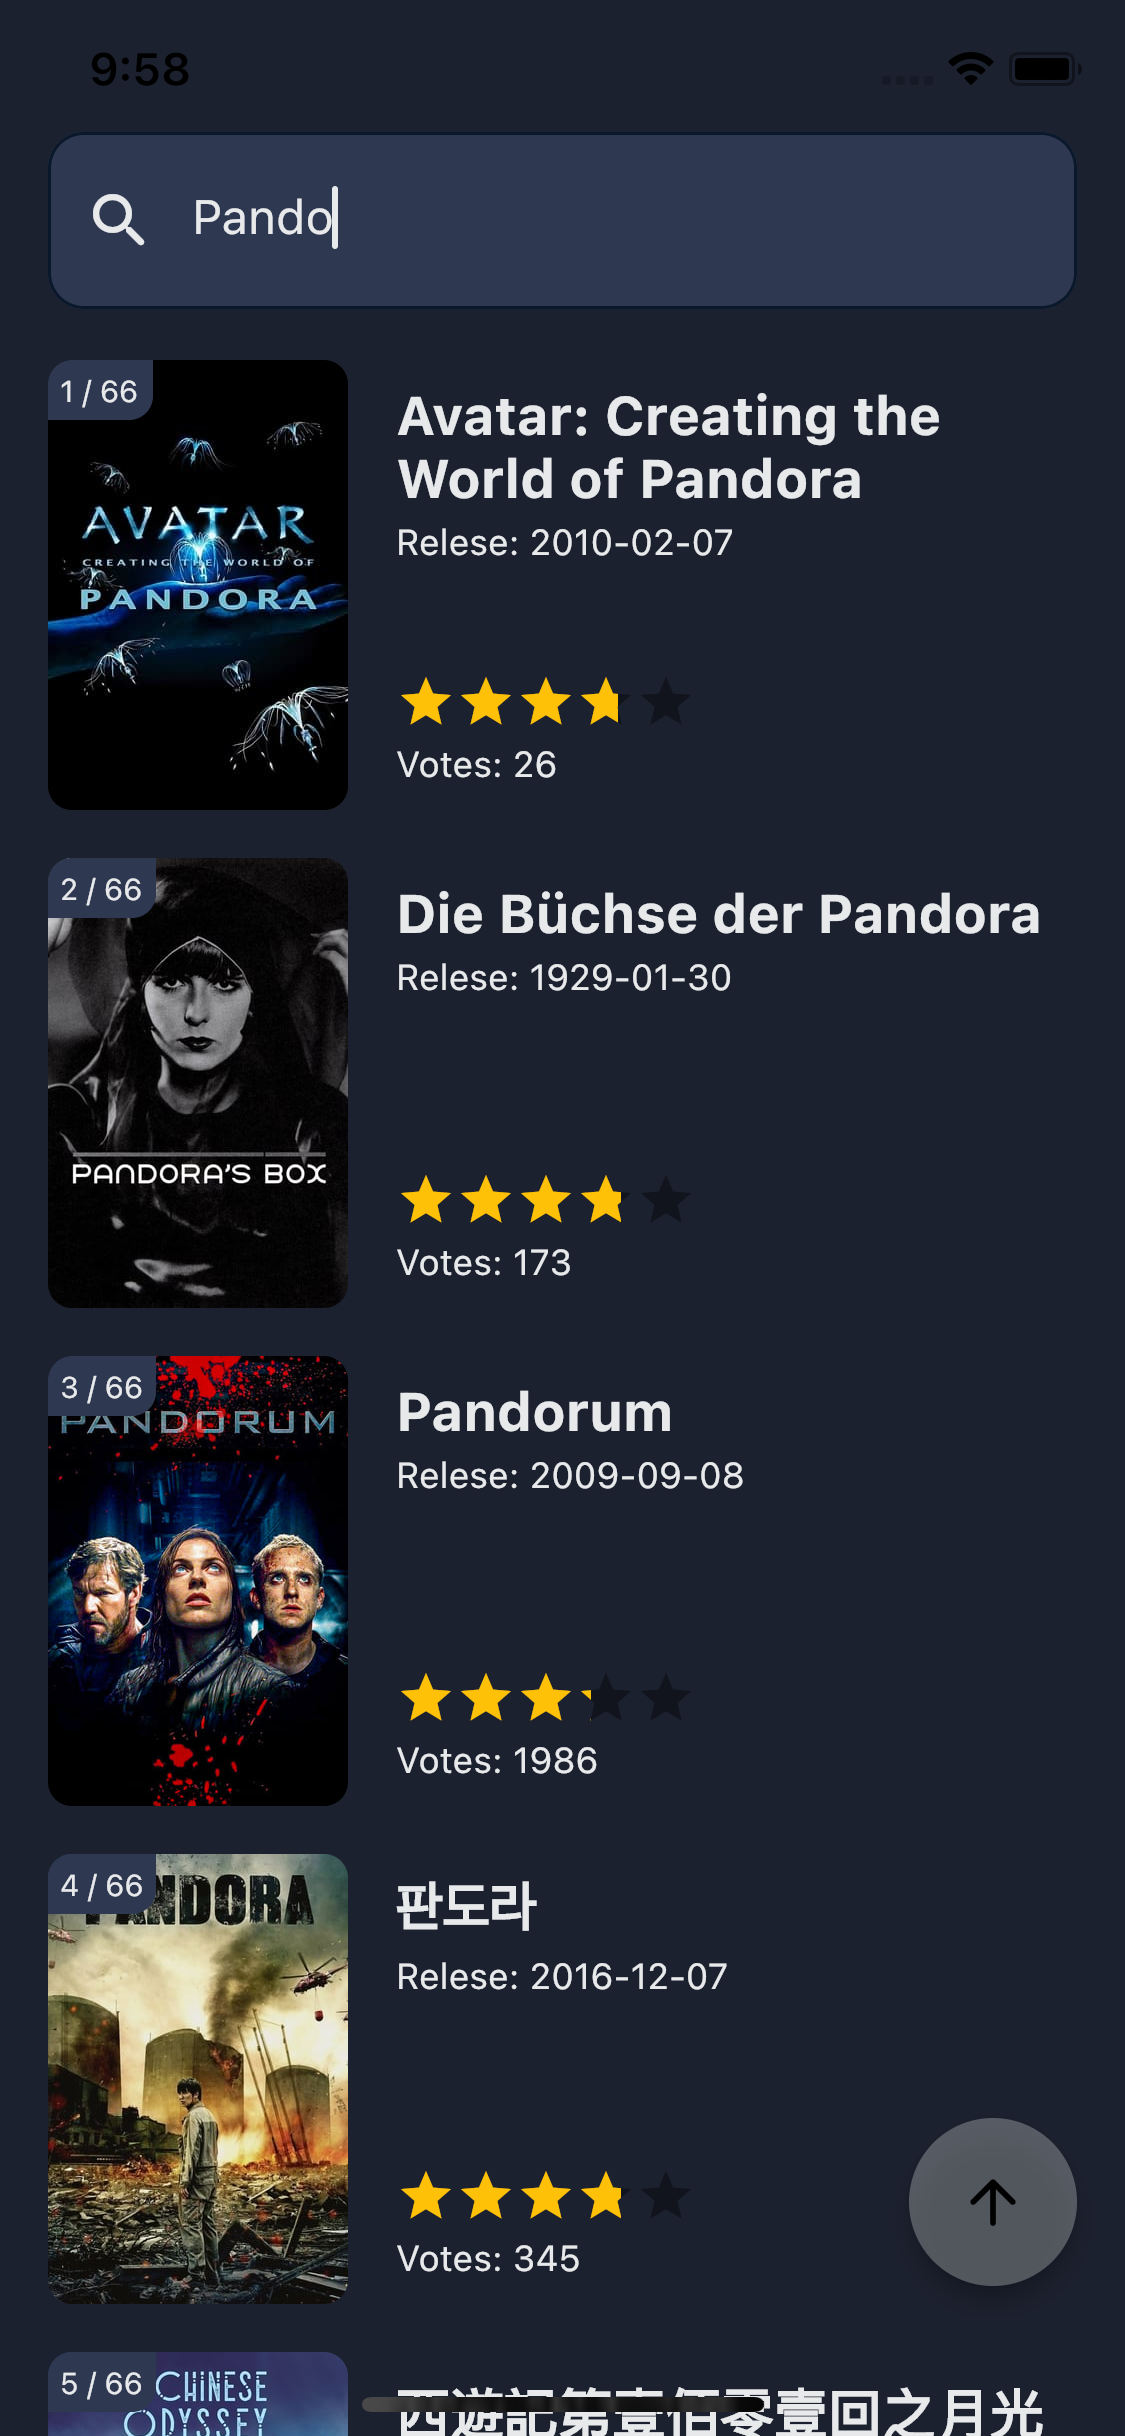 9:58
Pando
1 / 66
AVATAR
CREATING THE WORLD OF
PANDORA
Avatar: Creating the
World of Pandora
Relese: 2010-02-07
Votes: 26
2 / 66
PANDORA'S BOX
Die Büchse der Pandora
Relese: 1929-01-30
Votes: 173
3 / 66
PANDORUM
Pandorum
Relese: 2009-09-08
Votes: 1986
4 / 66
PANDORA
판도라
Relese: 2016-12-07
Votes: 345
5 / 66
CHINESE
ODYSSEY
西遊記第壹佰零壹回之月光